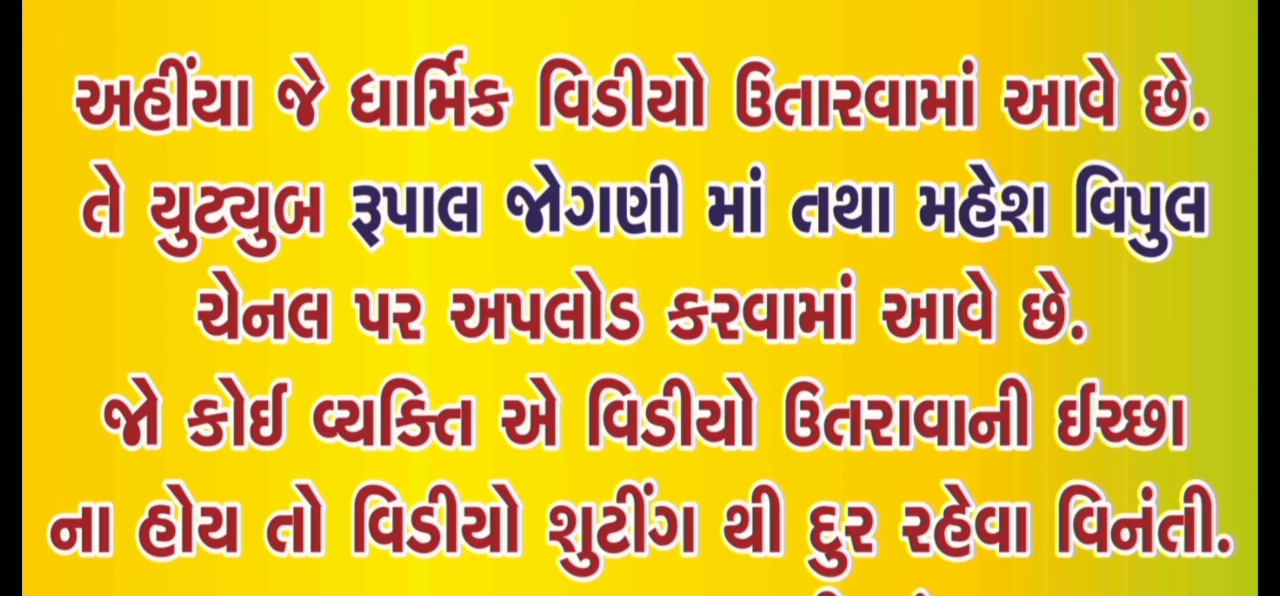 અહીંયા જે ધાર્મિક વિડીયો ઉતારવામાં આવે છે.
તે યુટ્યુબ રૂપાલ જોગણી માં તથા મહેશ વિપુલ
ચેનલ પર અપલોડ કરવામાં આવે છે.
જો કોઈ વ્યક્તિ એ વિડીયો ઉતરાવાની ઈચ્છા
ના હોય તો વિડીયો શુટીંગ થી દુર રહેવા વિનંતી.